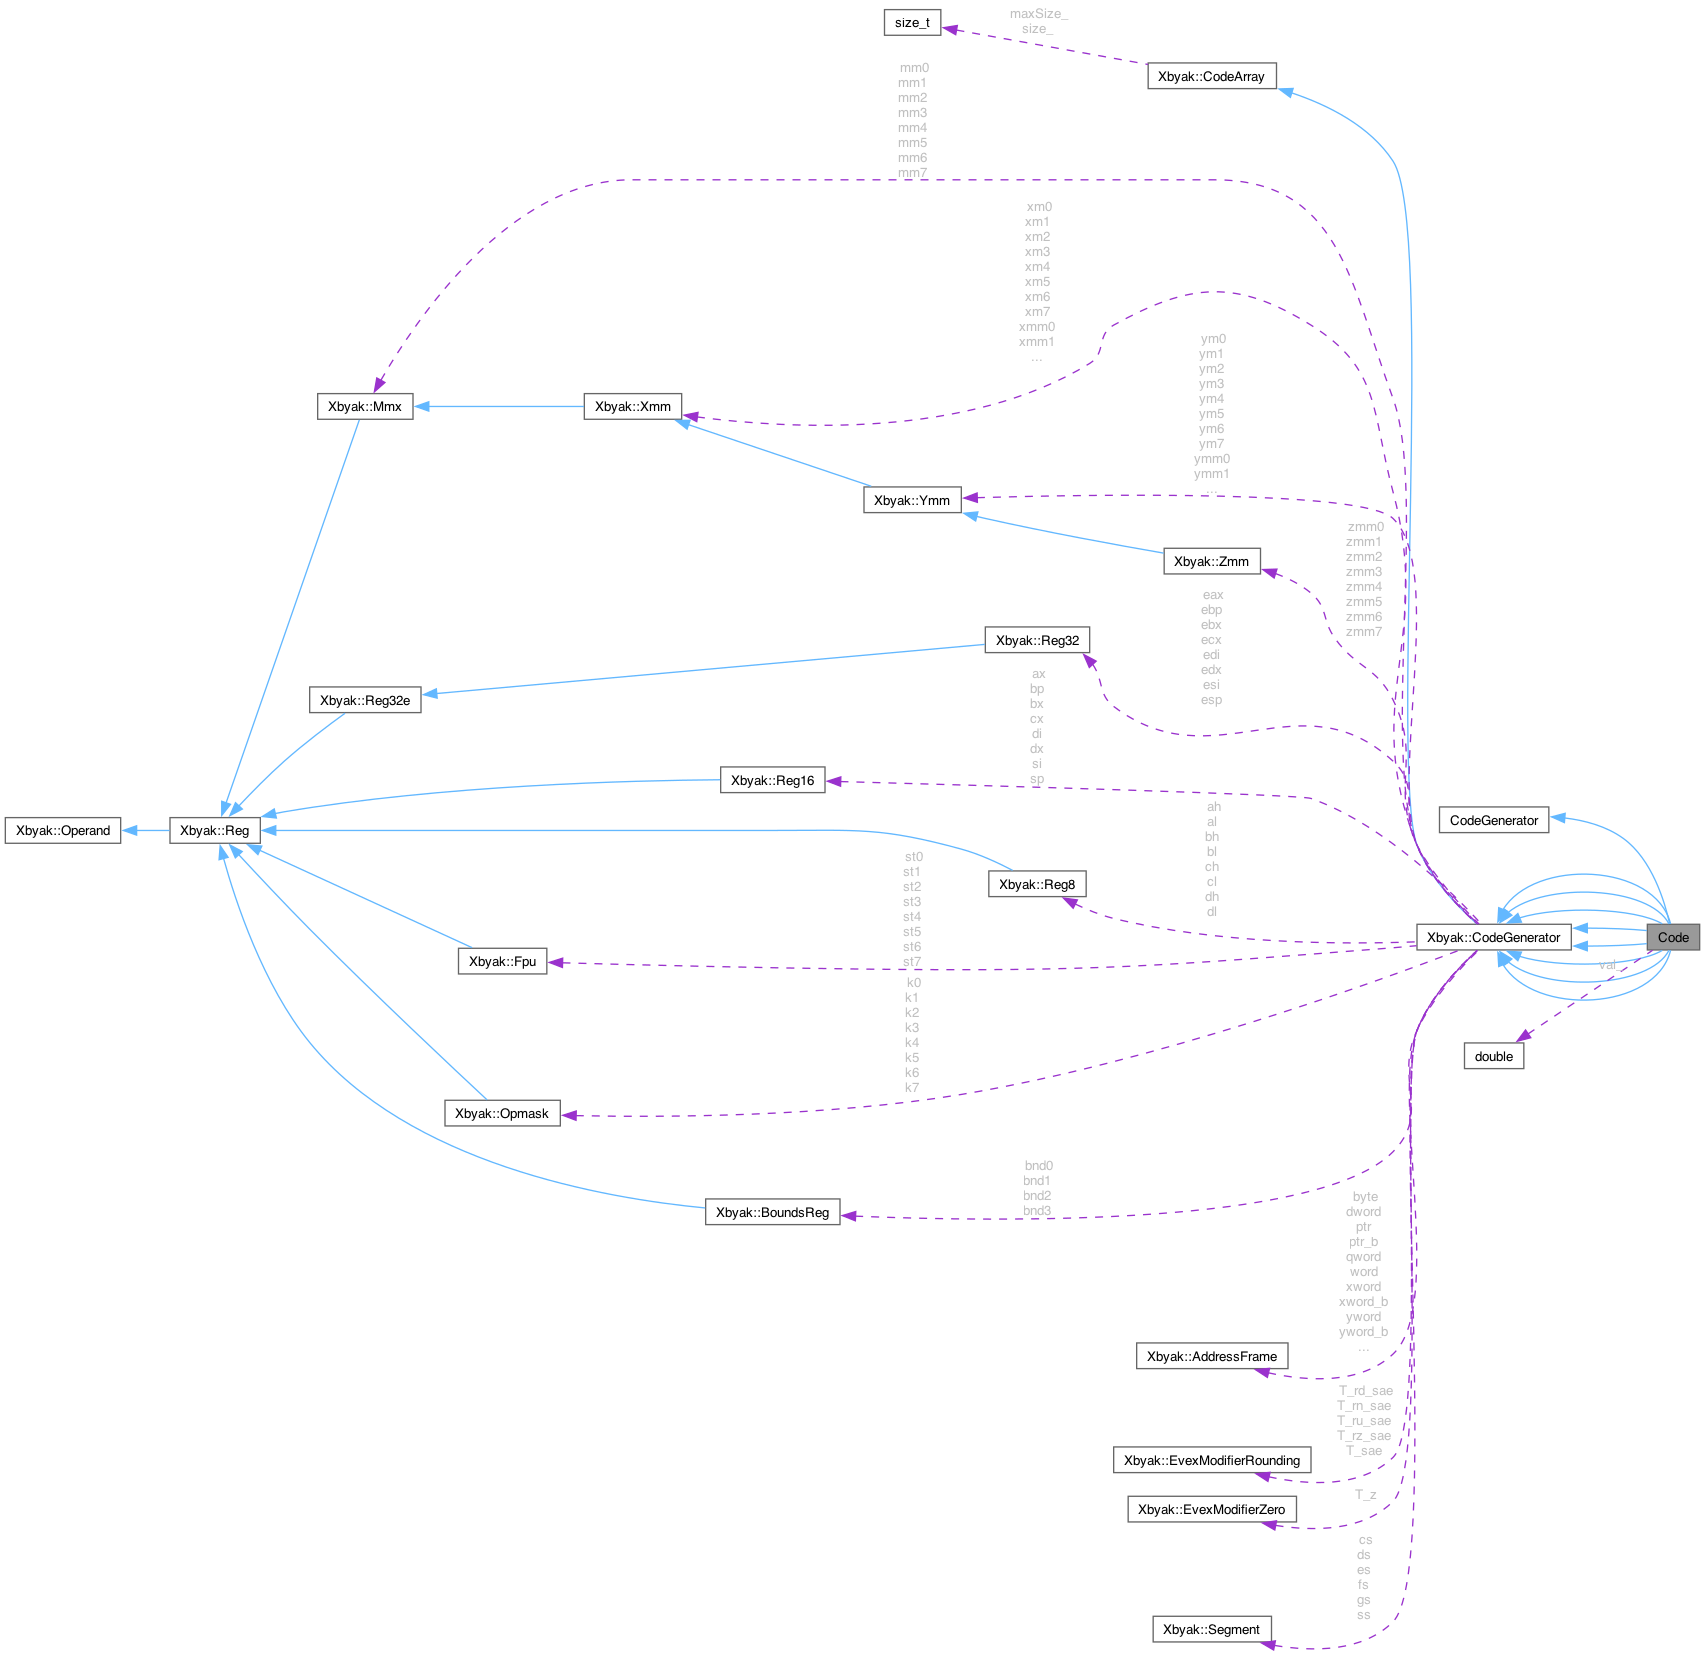 maxSize_
size_
size_t
Xbyak::CodeArray
mm0
mm1
mm2
mm3
mm4
mm5
mm6
mm7
xm0
xm1
xm2
xm3
xm4
xm5
xm6
xm7
xmm0
xmm1
...
ym0
ym1
ym2
ym3
ym4
ym5
ym6
ym7
ymm0
ymm1
...
Xbyak::Mmx
Xbyak::Xmm
Xbyak::Ymm
zmm0
zmm1
zmm2
zmm3
zmm4
zmm5
zmm6
zmm7
Xbyak::Zmm
eax
ebp
ebx
ecx
edi
edx
esi
esp
Xbyak::Reg32
ax
bp
bx
cx
di
dx
si
sp
Xbyak::Reg32e
Xbyak::Reg16
ah
al
bh
bl
ch
cl
dh
dl
CodeGenerator
Xbyak::Operand
Xbyak::Reg
st0
st1
st2
st3
st4
st5
st6
st7
Xbyak::Reg8
Xbyak::CodeGenerator
Code
Xbyak::Fpu
val_
k0
k1
k2
k3
k4
k5
k6
k7
double
Xbyak::Opmask
bnd0
bnd1
bnd2
bnd3
Xbyak::BoundsReg
byte
dword
ptr
ptr_b
qword
word
xword
xword_b
yword
yword_b
...
Xbyak::AddressFrame
T_rd_sae
T_rn_sae
T_ru_sae
T_rz_sae
T_sae
Xbyak::EvexModifierRounding
T_z
Xbyak::EvexModifierZero
cs
ds
es
fs
gs
ss
Xbyak::Segment